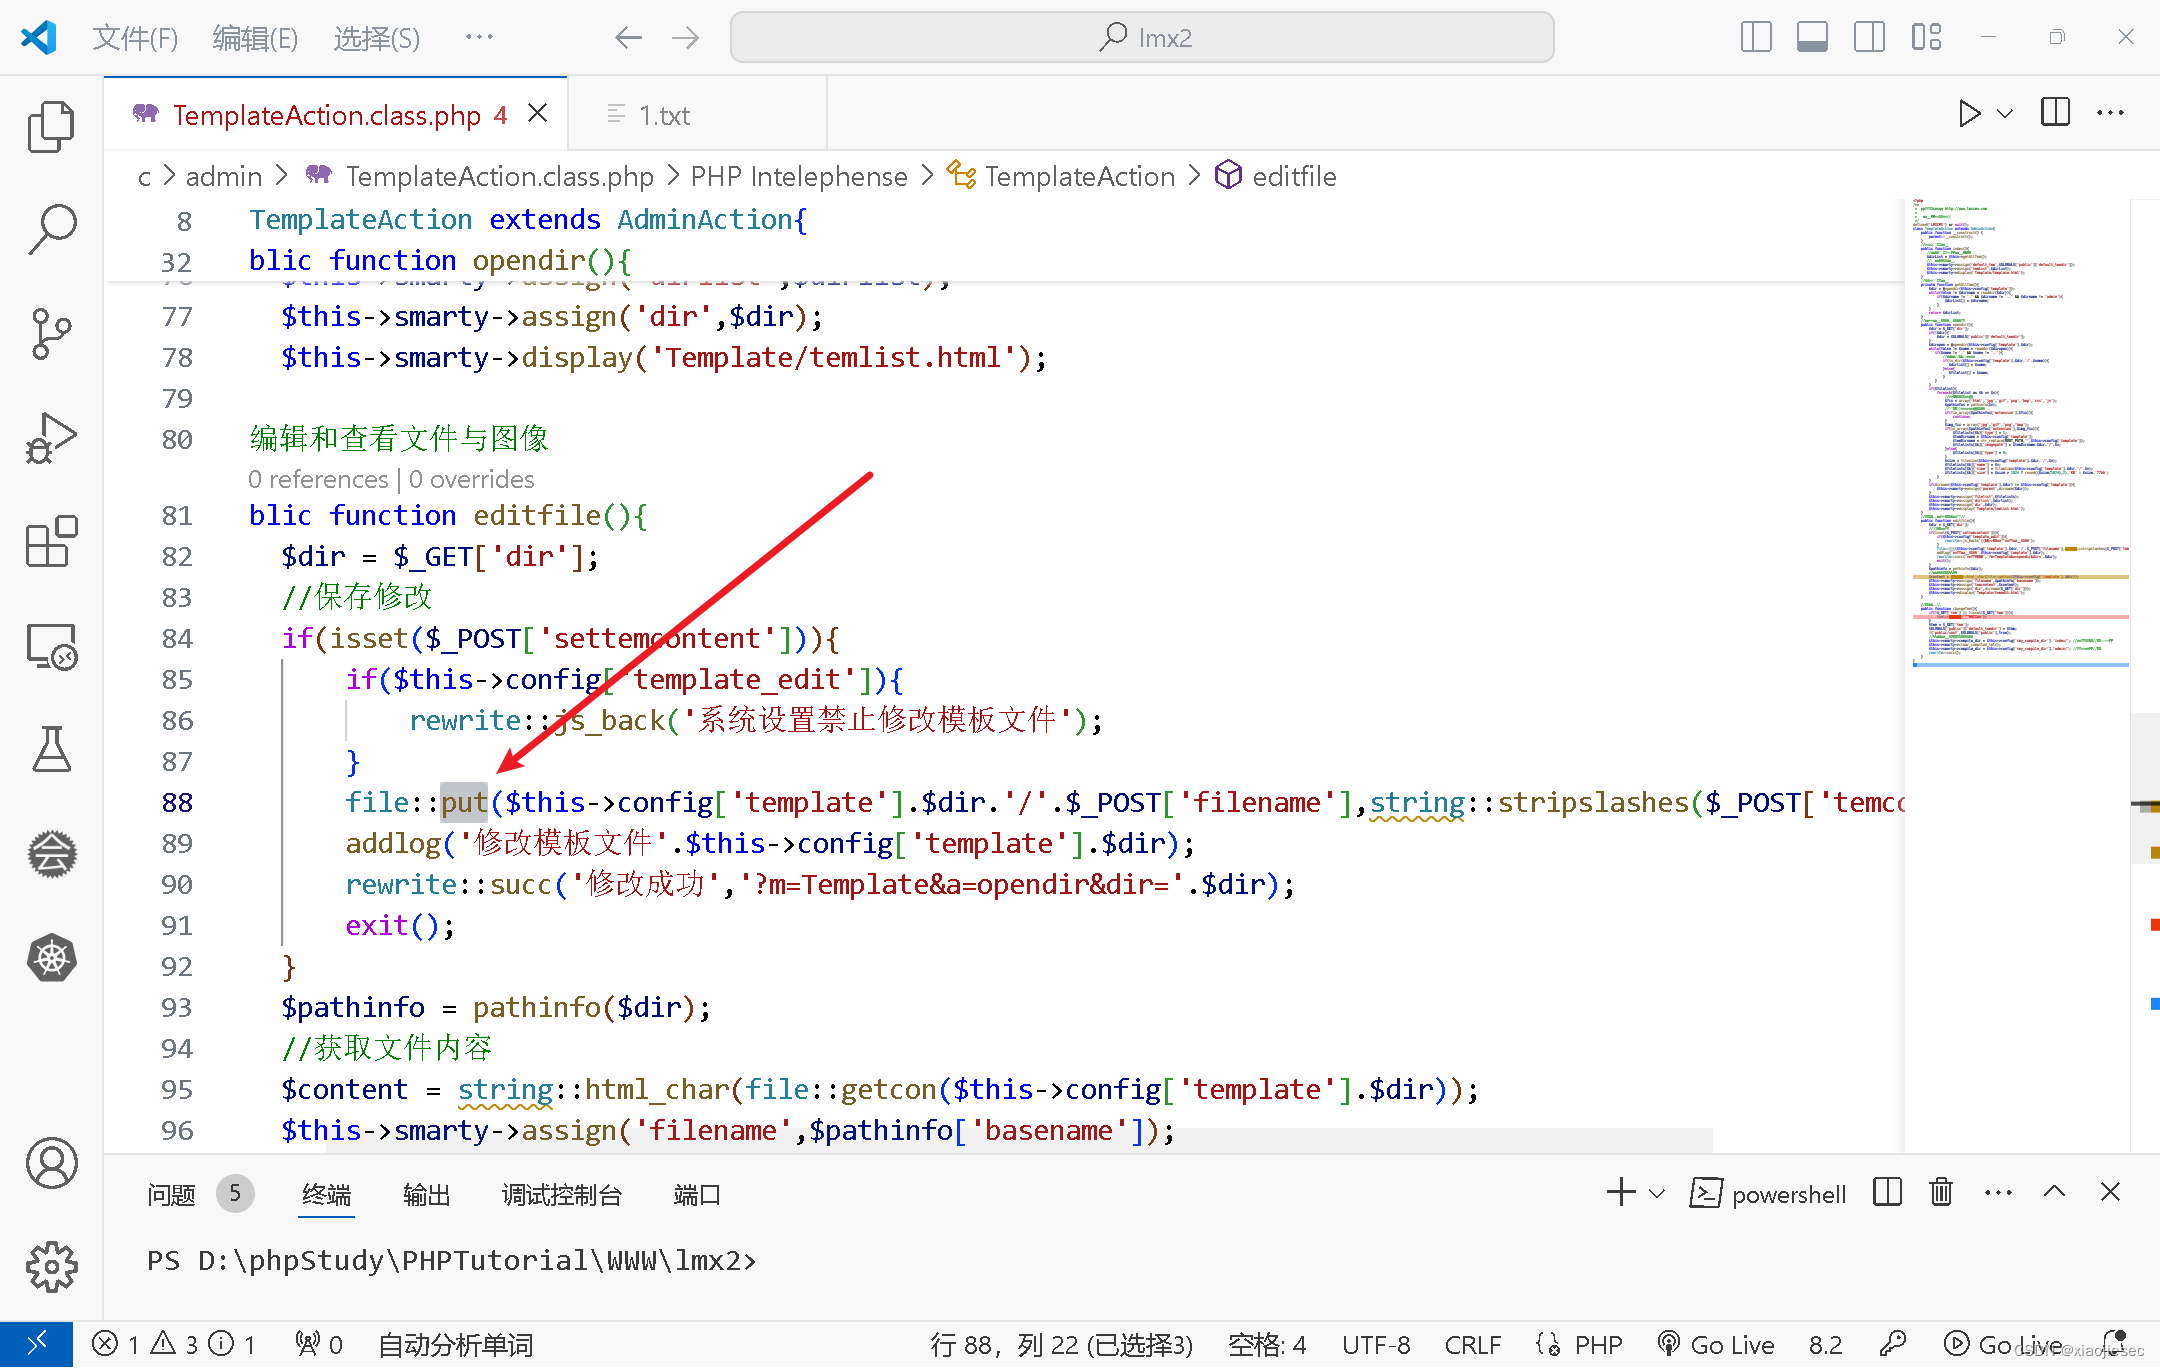 文件(F) 编辑(E) 选择(S) ··· lmx2
TemplateAction.class.php 4 1.txt
c > admin > TemplateAction.class.php > PHP Intelephense > TemplateAction > editfile
8 TemplateAction extends AdminAction{
32 blic function opendir(){
77 $this->smarty->assign('dir',$dir);
78 $this->smarty->display('Template/temlist.html');
79
80 编辑和查看文件与图像
0 references | 0 overrides
81 blic function editfile(){
82 $dir = $_GET['dir'];
83 //保存修改
84 if(isset($_POST['settemcontent'])){
85 if($this->config['template_edit']){
86 rewrite::js_back('系统设置禁止修改模板文件');
87 }
88 file::put($this->config['template'].$dir.'/'.$_POST['filename'],string::stripslashes($_POST['temco
89 addlog('修改模板文件'.$this->config['template'].$dir);
90 rewrite::succ('修改成功','?m=Template&a=opendir&dir='.$dir);
91 exit();
92 }
93 $pathinfo = pathinfo($dir);
94 //获取文件内容
95 $content = string::html_char(file::getcon($this->config['template'].$dir));
96 $this->smarty->assign('filename',$pathinfo['basename']);
问题 5 终端 输出 调试控制台 端口 powershell
PS D:\phpStudy\PHPTutorial\WWW\lmx2>
1 3 1 0 自动分析单词 行 88，列 22 (已选择3) 空格: 4 UTF-8 CRLF PHP Go Live 8.2 Go Live
CSDN @xiaojiesec